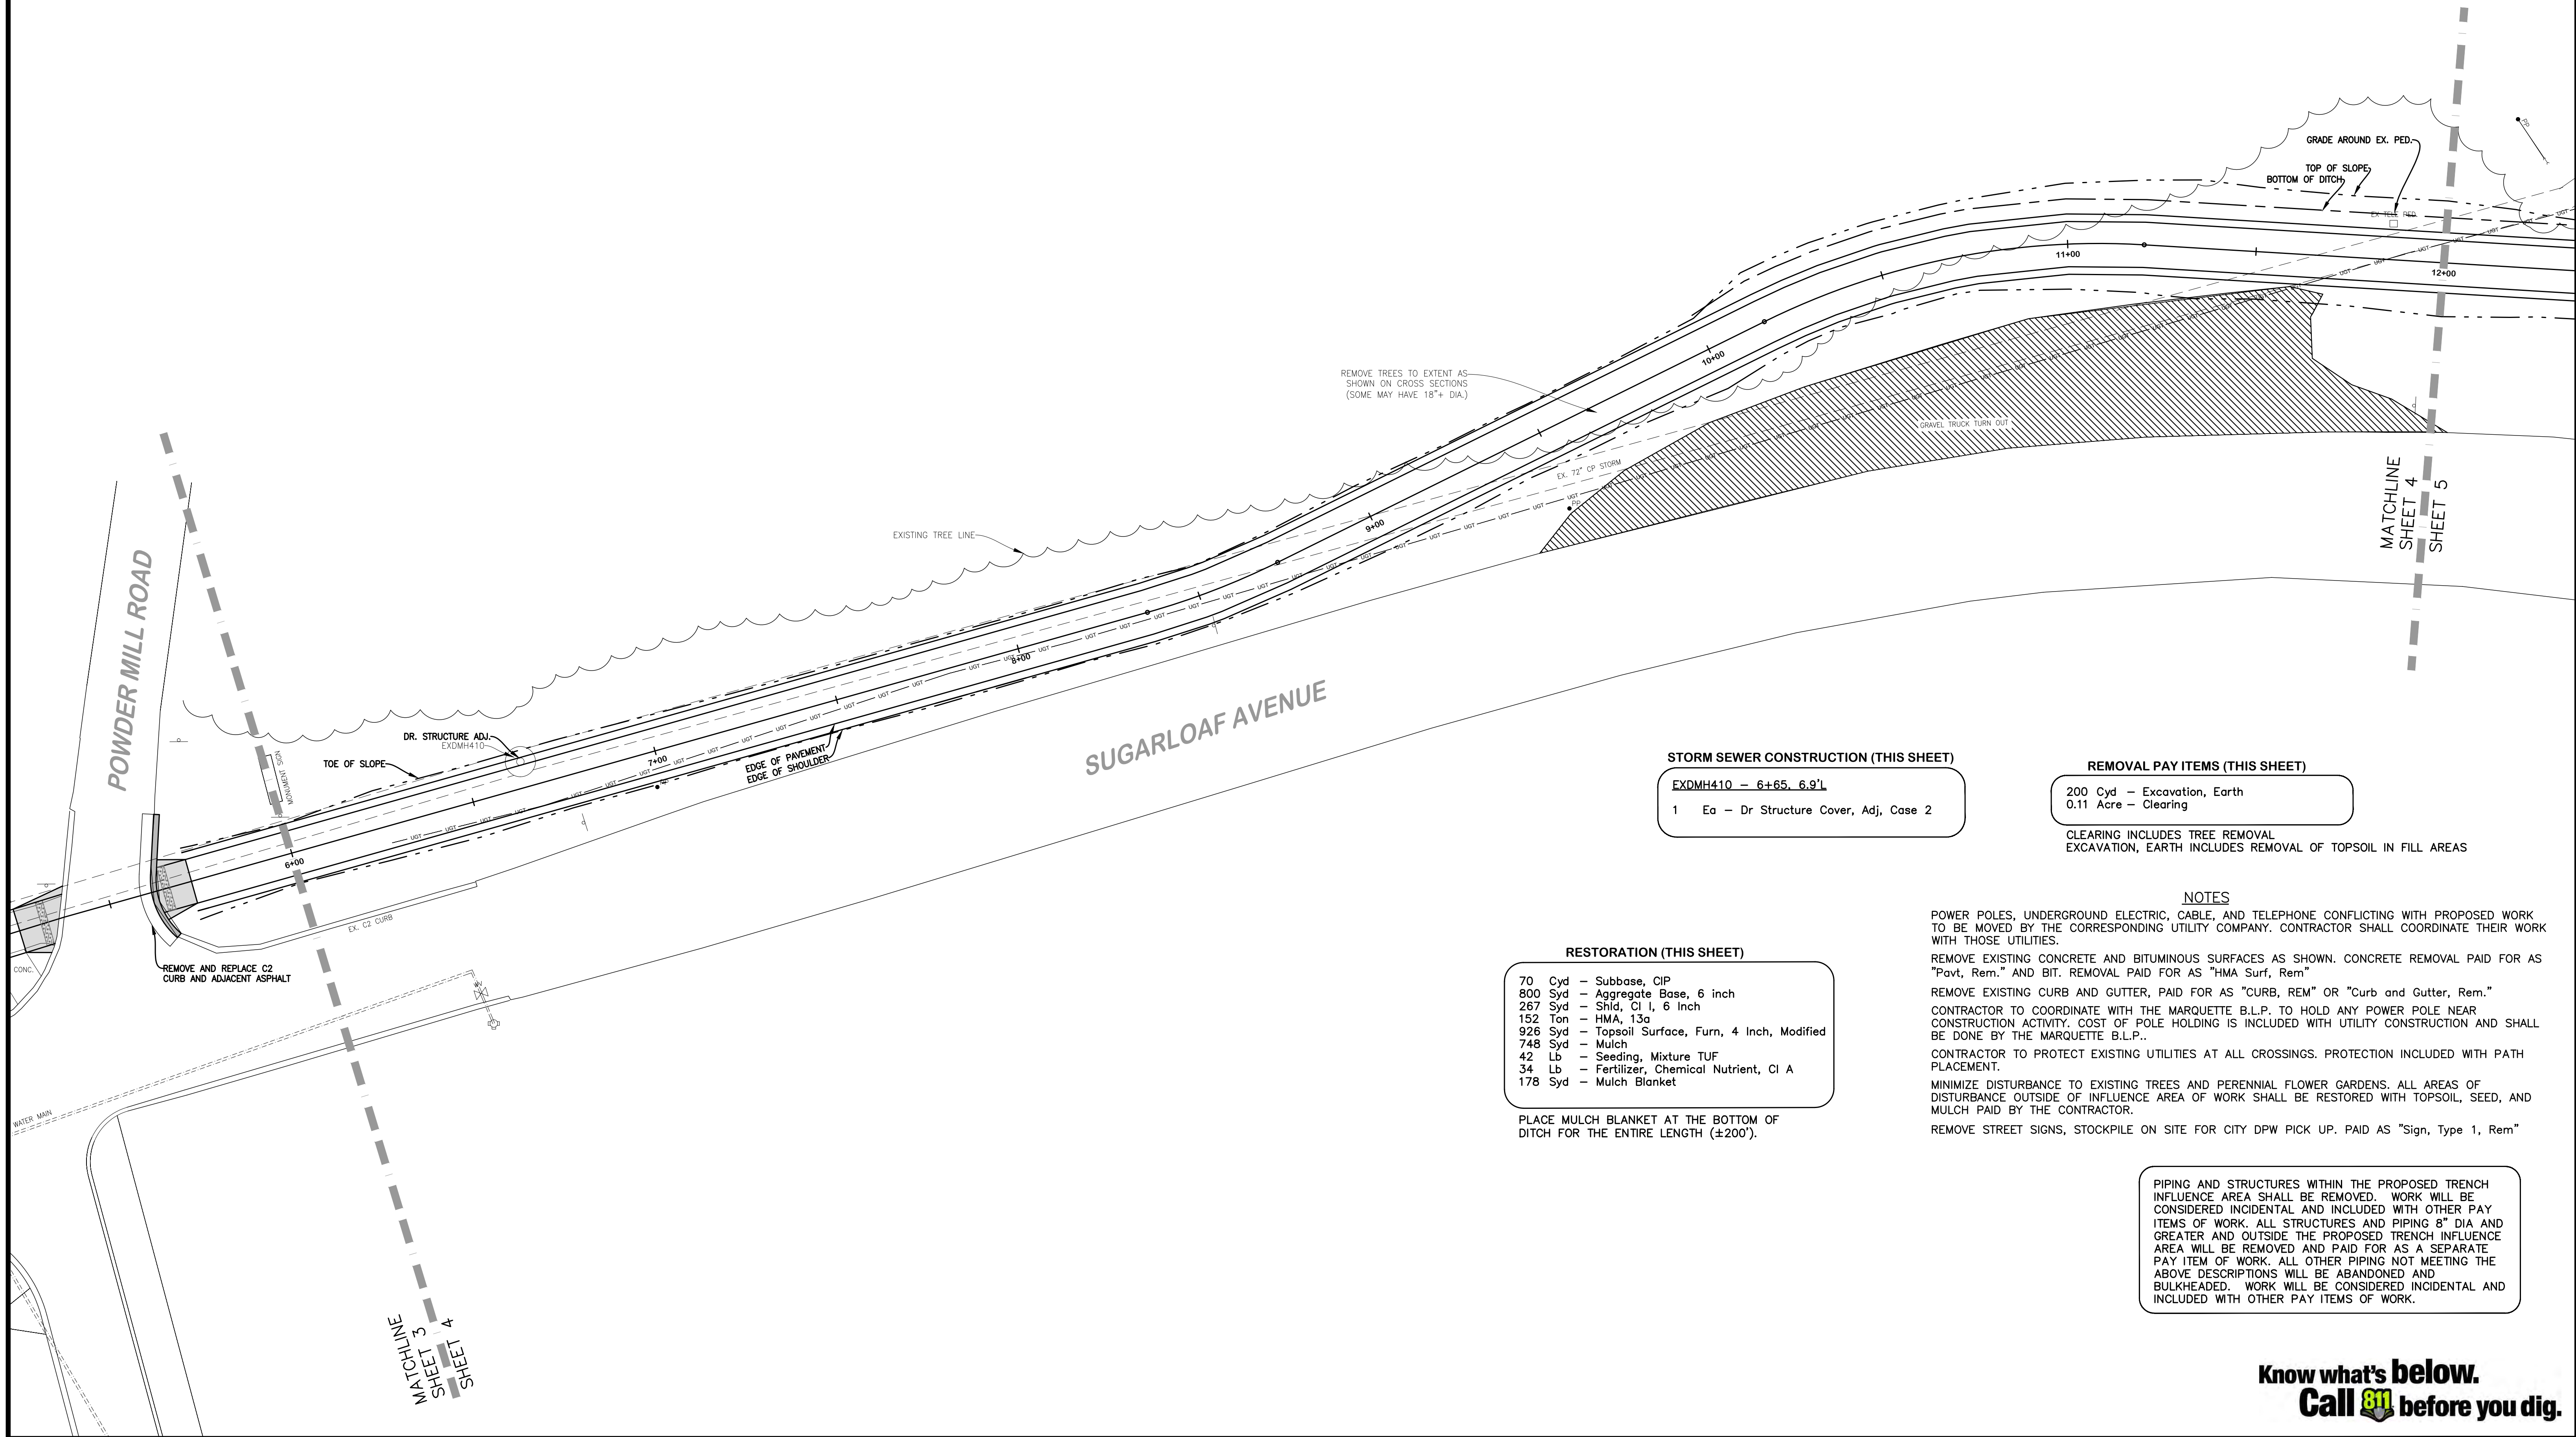 GRADE AROUND EX. PED.
TOP OF SLOPE
BOTTOM OF DITCH
EX TELE PED
PP
11+00
12+00
10+00
REMOVE TREES TO EXTENT AS
SHOWN ON CROSS SECTIONS
(SOME MAY HAVE 18"+ DIA.)
GRAVEL TRUCK TURN OUT
EX. 72" CP STORM
UGT
PP
9+00
MATCHLINE
SHEET 4
SHEET 5
EXISTING TREE LINE
POWDER MILL ROAD
8+00
SUGARLOAF AVENUE
DR. STRUCTURE ADJ.
EXDMH410
TOE OF SLOPE
MONUMENT SIGN
7+00
EDGE OF PAVEMENT
EDGE OF SHOULDER
PP
6+00
EX. C2 CURB
CONC.
REMOVE AND REPLACE C2
CURB AND ADJACENT ASPHALT
WV
WATER MAIN
MATCHLINE
SHEET 3
SHEET 4
STORM SEWER CONSTRUCTION (THIS SHEET)
EXDMH410 – 6+65, 6.9'L
1 Ea – Dr Structure Cover, Adj, Case 2
REMOVAL PAY ITEMS (THIS SHEET)
200 Cyd – Excavation, Earth
0.11 Acre – Clearing
CLEARING INCLUDES TREE REMOVAL
EXCAVATION, EARTH INCLUDES REMOVAL OF TOPSOIL IN FILL AREAS
RESTORATION (THIS SHEET)
70 Cyd – Subbase, CIP
800 Syd – Aggregate Base, 6 inch
267 Syd – Shld, Cl I, 6 Inch
152 Ton – HMA, 13a
926 Syd – Topsoil Surface, Furn, 4 Inch, Modified
748 Syd – Mulch
42 Lb – Seeding, Mixture TUF
34 Lb – Fertilizer, Chemical Nutrient, Cl A
178 Syd – Mulch Blanket
PLACE MULCH BLANKET AT THE BOTTOM OF
DITCH FOR THE ENTIRE LENGTH (±200').
NOTES
POWER POLES, UNDERGROUND ELECTRIC, CABLE, AND TELEPHONE CONFLICTING WITH PROPOSED WORK
TO BE MOVED BY THE CORRESPONDING UTILITY COMPANY. CONTRACTOR SHALL COORDINATE THEIR WORK
WITH THOSE UTILITIES.
REMOVE EXISTING CONCRETE AND BITUMINOUS SURFACES AS SHOWN. CONCRETE REMOVAL PAID FOR AS
"Pavt, Rem." AND BIT. REMOVAL PAID FOR AS "HMA Surf, Rem"
REMOVE EXISTING CURB AND GUTTER, PAID FOR AS "CURB, REM" OR "Curb and Gutter, Rem."
CONTRACTOR TO COORDINATE WITH THE MARQUETTE B.L.P. TO HOLD ANY POWER POLE NEAR
CONSTRUCTION ACTIVITY. COST OF POLE HOLDING IS INCLUDED WITH UTILITY CONSTRUCTION AND SHALL
BE DONE BY THE MARQUETTE B.L.P..
CONTRACTOR TO PROTECT EXISTING UTILITIES AT ALL CROSSINGS. PROTECTION INCLUDED WITH PATH
PLACEMENT.
MINIMIZE DISTURBANCE TO EXISTING TREES AND PERENNIAL FLOWER GARDENS. ALL AREAS OF
DISTURBANCE OUTSIDE OF INFLUENCE AREA OF WORK SHALL BE RESTORED WITH TOPSOIL, SEED, AND
MULCH PAID BY THE CONTRACTOR.
REMOVE STREET SIGNS, STOCKPILE ON SITE FOR CITY DPW PICK UP. PAID AS "Sign, Type 1, Rem"
PIPING AND STRUCTURES WITHIN THE PROPOSED TRENCH
INFLUENCE AREA SHALL BE REMOVED. WORK WILL BE
CONSIDERED INCIDENTAL AND INCLUDED WITH OTHER PAY
ITEMS OF WORK. ALL STRUCTURES AND PIPING 8" DIA AND
GREATER AND OUTSIDE THE PROPOSED TRENCH INFLUENCE
AREA WILL BE REMOVED AND PAID FOR AS A SEPARATE
PAY ITEM OF WORK. ALL OTHER PIPING NOT MEETING THE
ABOVE DESCRIPTIONS WILL BE ABANDONED AND
BULKHEADED. WORK WILL BE CONSIDERED INCIDENTAL AND
INCLUDED WITH OTHER PAY ITEMS OF WORK.
Know what's below.
Call 811 before you dig.